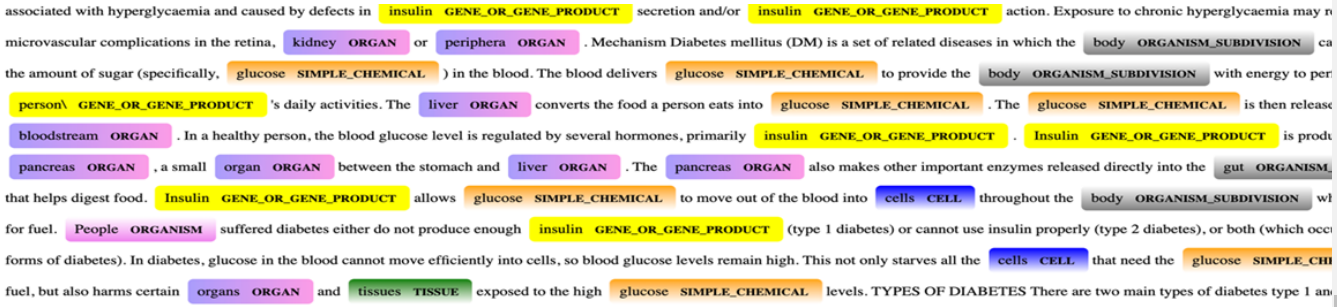 associated with hyperglycaemia and caused by defects in insulin GENE_OR_GENE_PRODUCT secretion and/or insulin GENE_OR_GENE_PRODUCT action. Exposure to chronic hyperglycaemia may
microvascular complications in the retina, kidney ORGAN or periphera ORGAN . Mechanism Diabetes mellitus (DM) is a set of related diseases in which the body ORGANISM_SUBDIVISION ca
the amount of sugar (specifically, glucose SIMPLE_CHEMICAL ) in the blood. The blood delivers glucose SIMPLE_CHEMICAL to provide the body ORGANISM_SUBDIVISION with energy to per
person\ GENE_OR_GENE_PRODUCT 's daily activities. The liver ORGAN converts the food a person eats into glucose SIMPLE_CHEMICAL . The glucose SIMPLE_CHEMICAL is then release
bloodstream ORGAN . In a healthy person, the blood glucose level is regulated by several hormones, primarily insulin GENE_OR_GENE_PRODUCT . Insulin GENE_OR_GENE_PRODUCT is produ
pancreas ORGAN , a small organ ORGAN between the stomach and liver ORGAN . The pancreas ORGAN also makes other important enzymes released directly into the gut ORGANISM_
that helps digest food. Insulin GENE_OR_GENE_PRODUCT allows glucose SIMPLE_CHEMICAL to move out of the blood into cells CELL throughout the body ORGANISM_SUBDIVISION wh
for fuel. People ORGANISM suffered diabetes either do not produce enough insulin GENE_OR_GENE_PRODUCT (type 1 diabetes) or cannot use insulin properly (type 2 diabetes), or both (which occu
forms of diabetes). In diabetes, glucose in the blood cannot move efficiently into cells, so blood glucose levels remain high. This not only starves all the cells CELL that need the glucose SIMPLE_CHE
fuel, but also harms certain organs ORGAN and tissues TISSUE exposed to the high glucose SIMPLE_CHEMICAL levels. TYPES OF DIABETES There are two main types of diabetes type 1 an